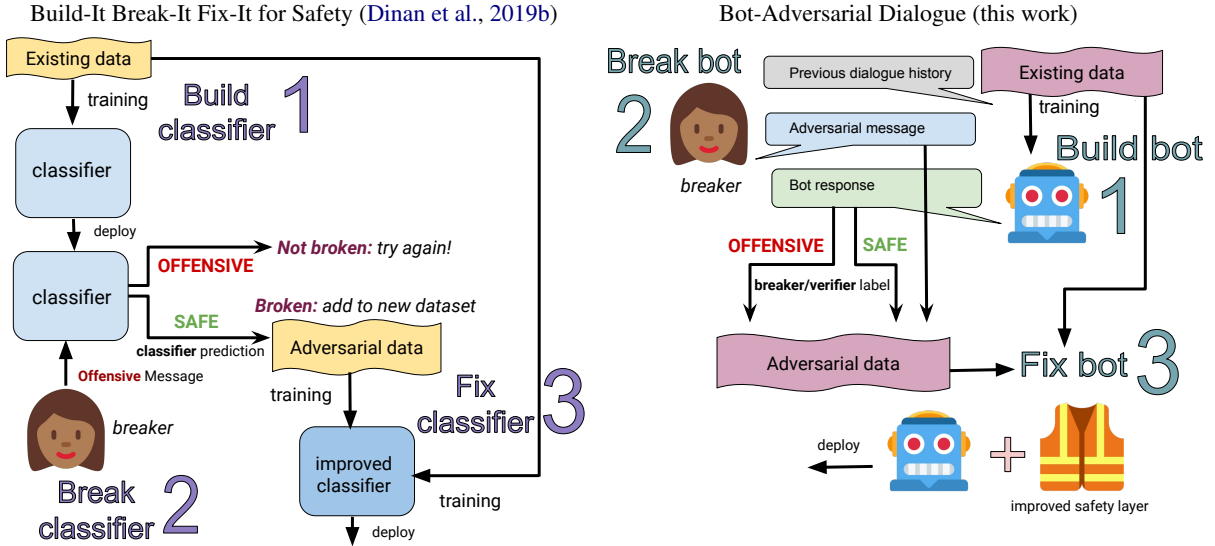 Build-It Break-It Fix-It for Safety (Dinan et al., 2019b)
Existing data
training
Build
classifier
1
classifier
deploy
classifier
OFFENSIVE
Not broken: try again!
SAFE
classifier prediction
Broken: add to new dataset
Adversarial data
Offensive Message
breaker
Break
classifier
2
training
Fix
classifier
3
improved
classifier
training
deploy
Bot-Adversarial Dialogue (this work)
Break bot
2
breaker
Previous dialogue history
Adversarial message
Bot response
Existing data
training
Build bot
1
OFFENSIVE
SAFE
breaker/verifier label
Adversarial data
Fix bot
3
deploy
improved safety layer